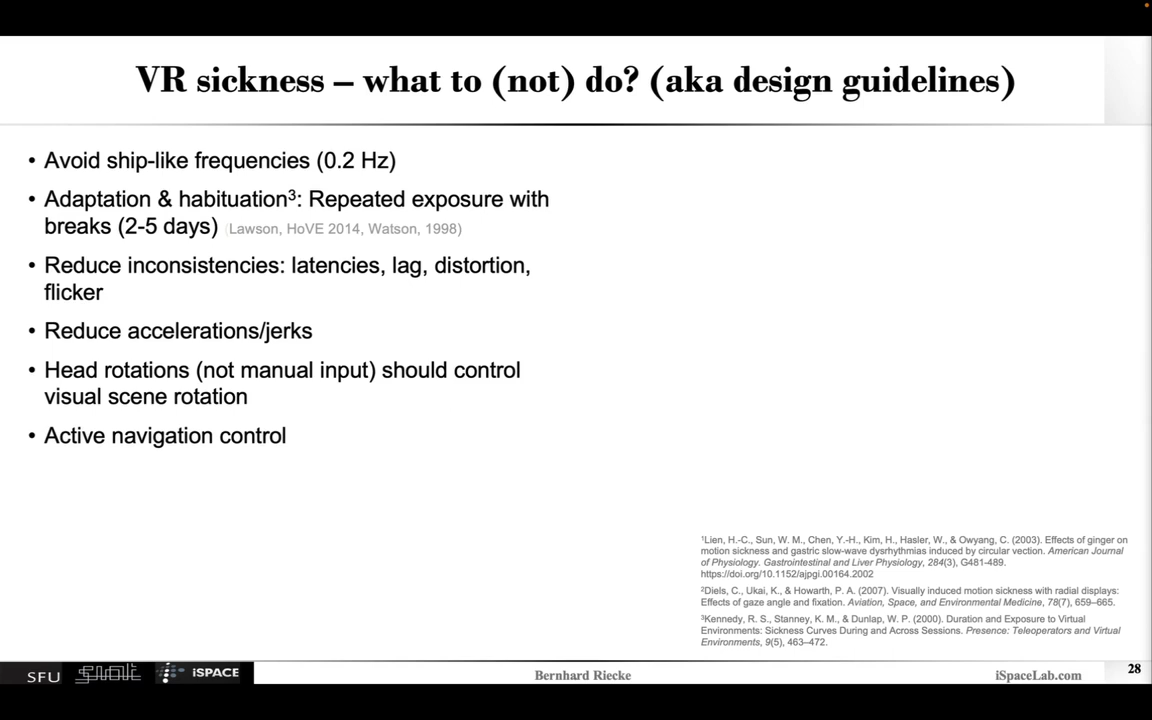 VR sickness – what to (not) do? (aka design guidelines)
• Avoid ship-like frequencies (0.2 Hz)
• Adaptation & habituation³: Repeated exposure with
breaks (2-5 days) (Lawson, HoVE 2014, Watson, 1998)
• Reduce inconsistencies: latencies, lag, distortion,
flicker
• Reduce accelerations/jerks
• Head rotations (not manual input) should control
visual scene rotation
• Active navigation control
¹Lien, H.-C., Sun, W. M., Chen, Y.-H., Kim, H., Hasler, W., & Owyang, C. (2003). Effects of ginger on
motion sickness and gastric slow-wave dysrhythmias induced by circular vection. American Journal
of Physiology. Gastrointestinal and Liver Physiology, 284(3), G481-489.
https://doi.org/10.1152/ajpgi.00164.2002
²Diels, C., Ukai, K., & Howarth, P. A. (2007). Visually induced motion sickness with radial displays:
Effects of gaze angle and fixation. Aviation, Space, and Environmental Medicine, 78(7), 659–665.
³Kennedy, R. S., Stanney, K. M., & Dunlap, W. P. (2000). Duration and Exposure to Virtual
Environments: Sickness Curves During and Across Sessions. Presence: Teleoperators and Virtual
Environments, 9(5), 463–472.
SFU iSPACE Bernhard Riecke iSpaceLab.com 28